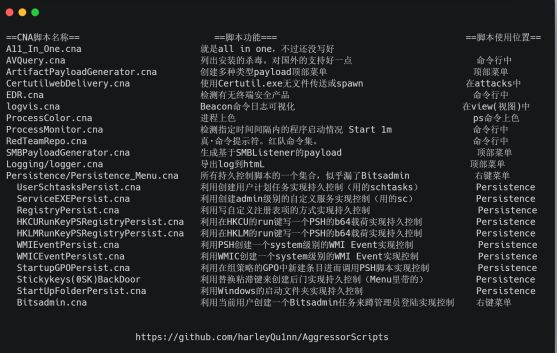 ==CNA脚本名称== ==脚本功能=== ==脚本使用位置==
A11_In_One.cna 就是all in one，不过还没写好
AVQuery.cna 列出安装的杀毒。对国外的支持好一点 命令行中
ArtifactPayloadGenerator.cna 创建多种类型payload顶部菜单 顶部菜单
CertutilwebDelivery.cna 使用Certutil.exe无文件传送或spawn 在attacks中
EDR.cna 检测有无终端安全产品 命令行中
logvis.cna Beacon命令日志可视化 在view(视图)中
ProcessColor.cna 进程上色 ps命令上色
ProcessMonitor.cna 检测指定时间间隔内的程序启动情况 Start 1m 命令行中
RedTeamRepo.cna 真·命令提示符。红队命令集。 命令行中
SMBPayloadGenerator.cna 生成基于SMBListener的payload 顶部菜单
Logging/logger.cna 导出log到html 顶部菜单
Persistence/Persistence_Menu.cna 所有持久控制脚本的一个集合，似乎漏了Bitsadmin 右键菜单
UserSchtasksPersist.cna 利用创建用户计划任务实现持久控制（用的schtasks） Persistence
ServiceEXEPersist.cna 利用创建admin级别的自定义服务实现控制（用的sc） Persistence
RegistryPersist.cna 利用写自定义注册表项的方式实现持控制 Persistence
HKCURunKeyPSRegistryPersist.cna 利用在HKCU的run键写一个PSH的b64载荷实现持久控制 Persistence
HKLMRunKeyPSRegistryPersist.cna 利用在HKLM的run键写一个PSH的b64载荷实现持久控制 Persistence
WMIEventPersist.cna 利用PSH创建一个system级别的WMI Event实现控制 Persistence
WMICEventPersist.cna 利用WMIC创建一个system级别的WMI Event实现控制 Persistence
StartupGPOPersist.cna 利用在组策略的GPO中新建条目进而调用PSH脚本实现控制 Persistence
Stickykeys(0SK)BackDoor 利用替换粘滞键来创建后门实现持久控制（Menu里带的） Persistence
StartUpFolderPersist.cna 利用Windows的启动文件夹实现持久控制 Persistence
Bitsadmin.cna 利用当前用户创建一个Bitsadmin任务来蹲管理员登陆实现控制 右键菜单
https://github.com/harleyQu1nn/AggressorScripts